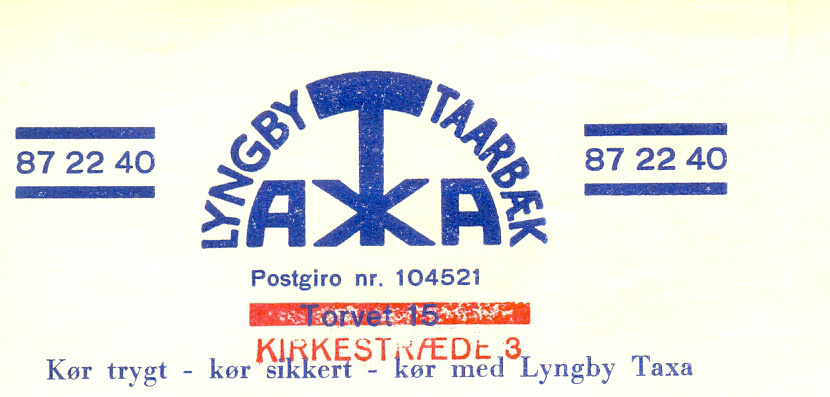 LYNGBY TAARBÆK
TAXA
87 22 40
87 22 40
Postgiro nr. 104521
Torvet 15
KIRKESTRÆDE 3
Kør trygt - kør sikkert - kør med Lyngby Taxa